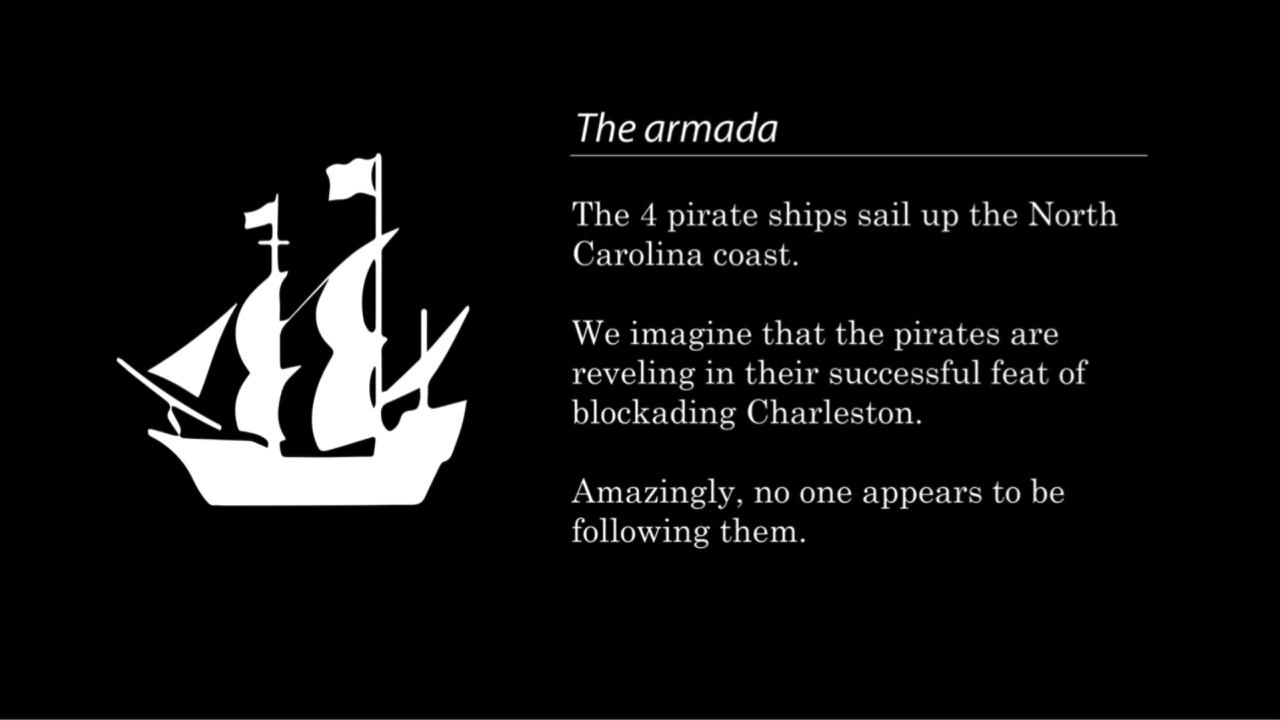 The armada
The 4 pirate ships sail up the North
Carolina coast.
We imagine that the pirates are
reveling in their successful feat of
blockading Charleston.
Amazingly, no one appears to be
following them.